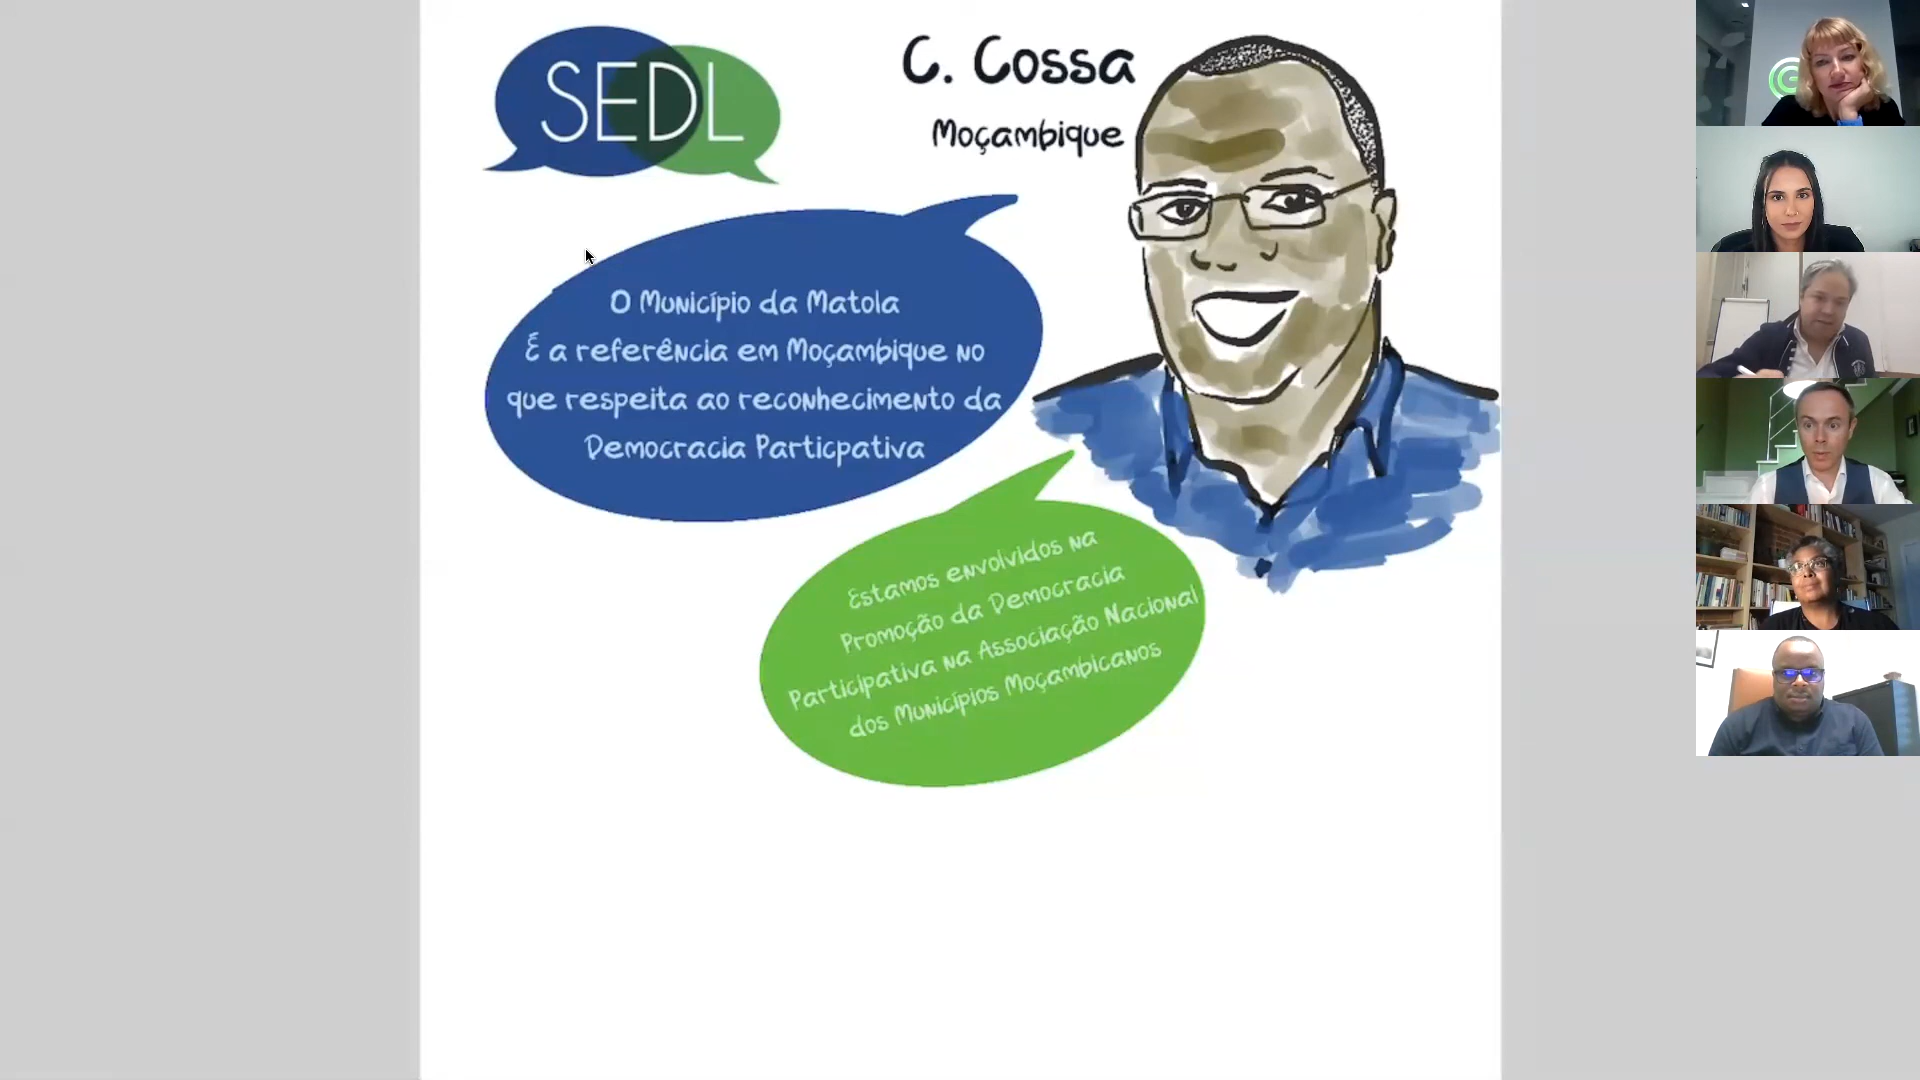 SEDL
C. Cossa
Moçambique
O Município da Matola
É a referência em Moçambique no
que respeita ao reconhecimento da
Democracia Particpativa
Estamos envolvidos na
Promoção da Democracia
Participativa na Associação Nacional
dos Municípios Moçambicanos